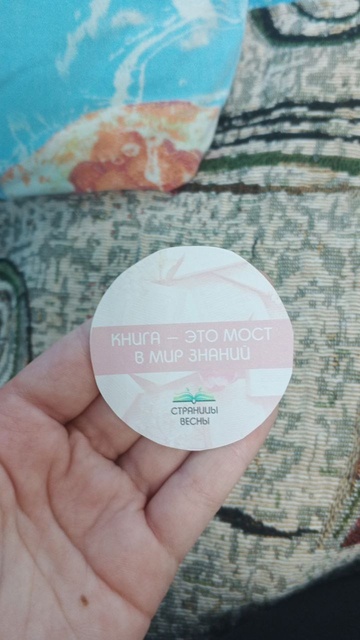 КНИГА – ЭТО МОСТ
В МИР ЗНАНИЙ
СТРАНИЦЫ
ВЕСНЫ